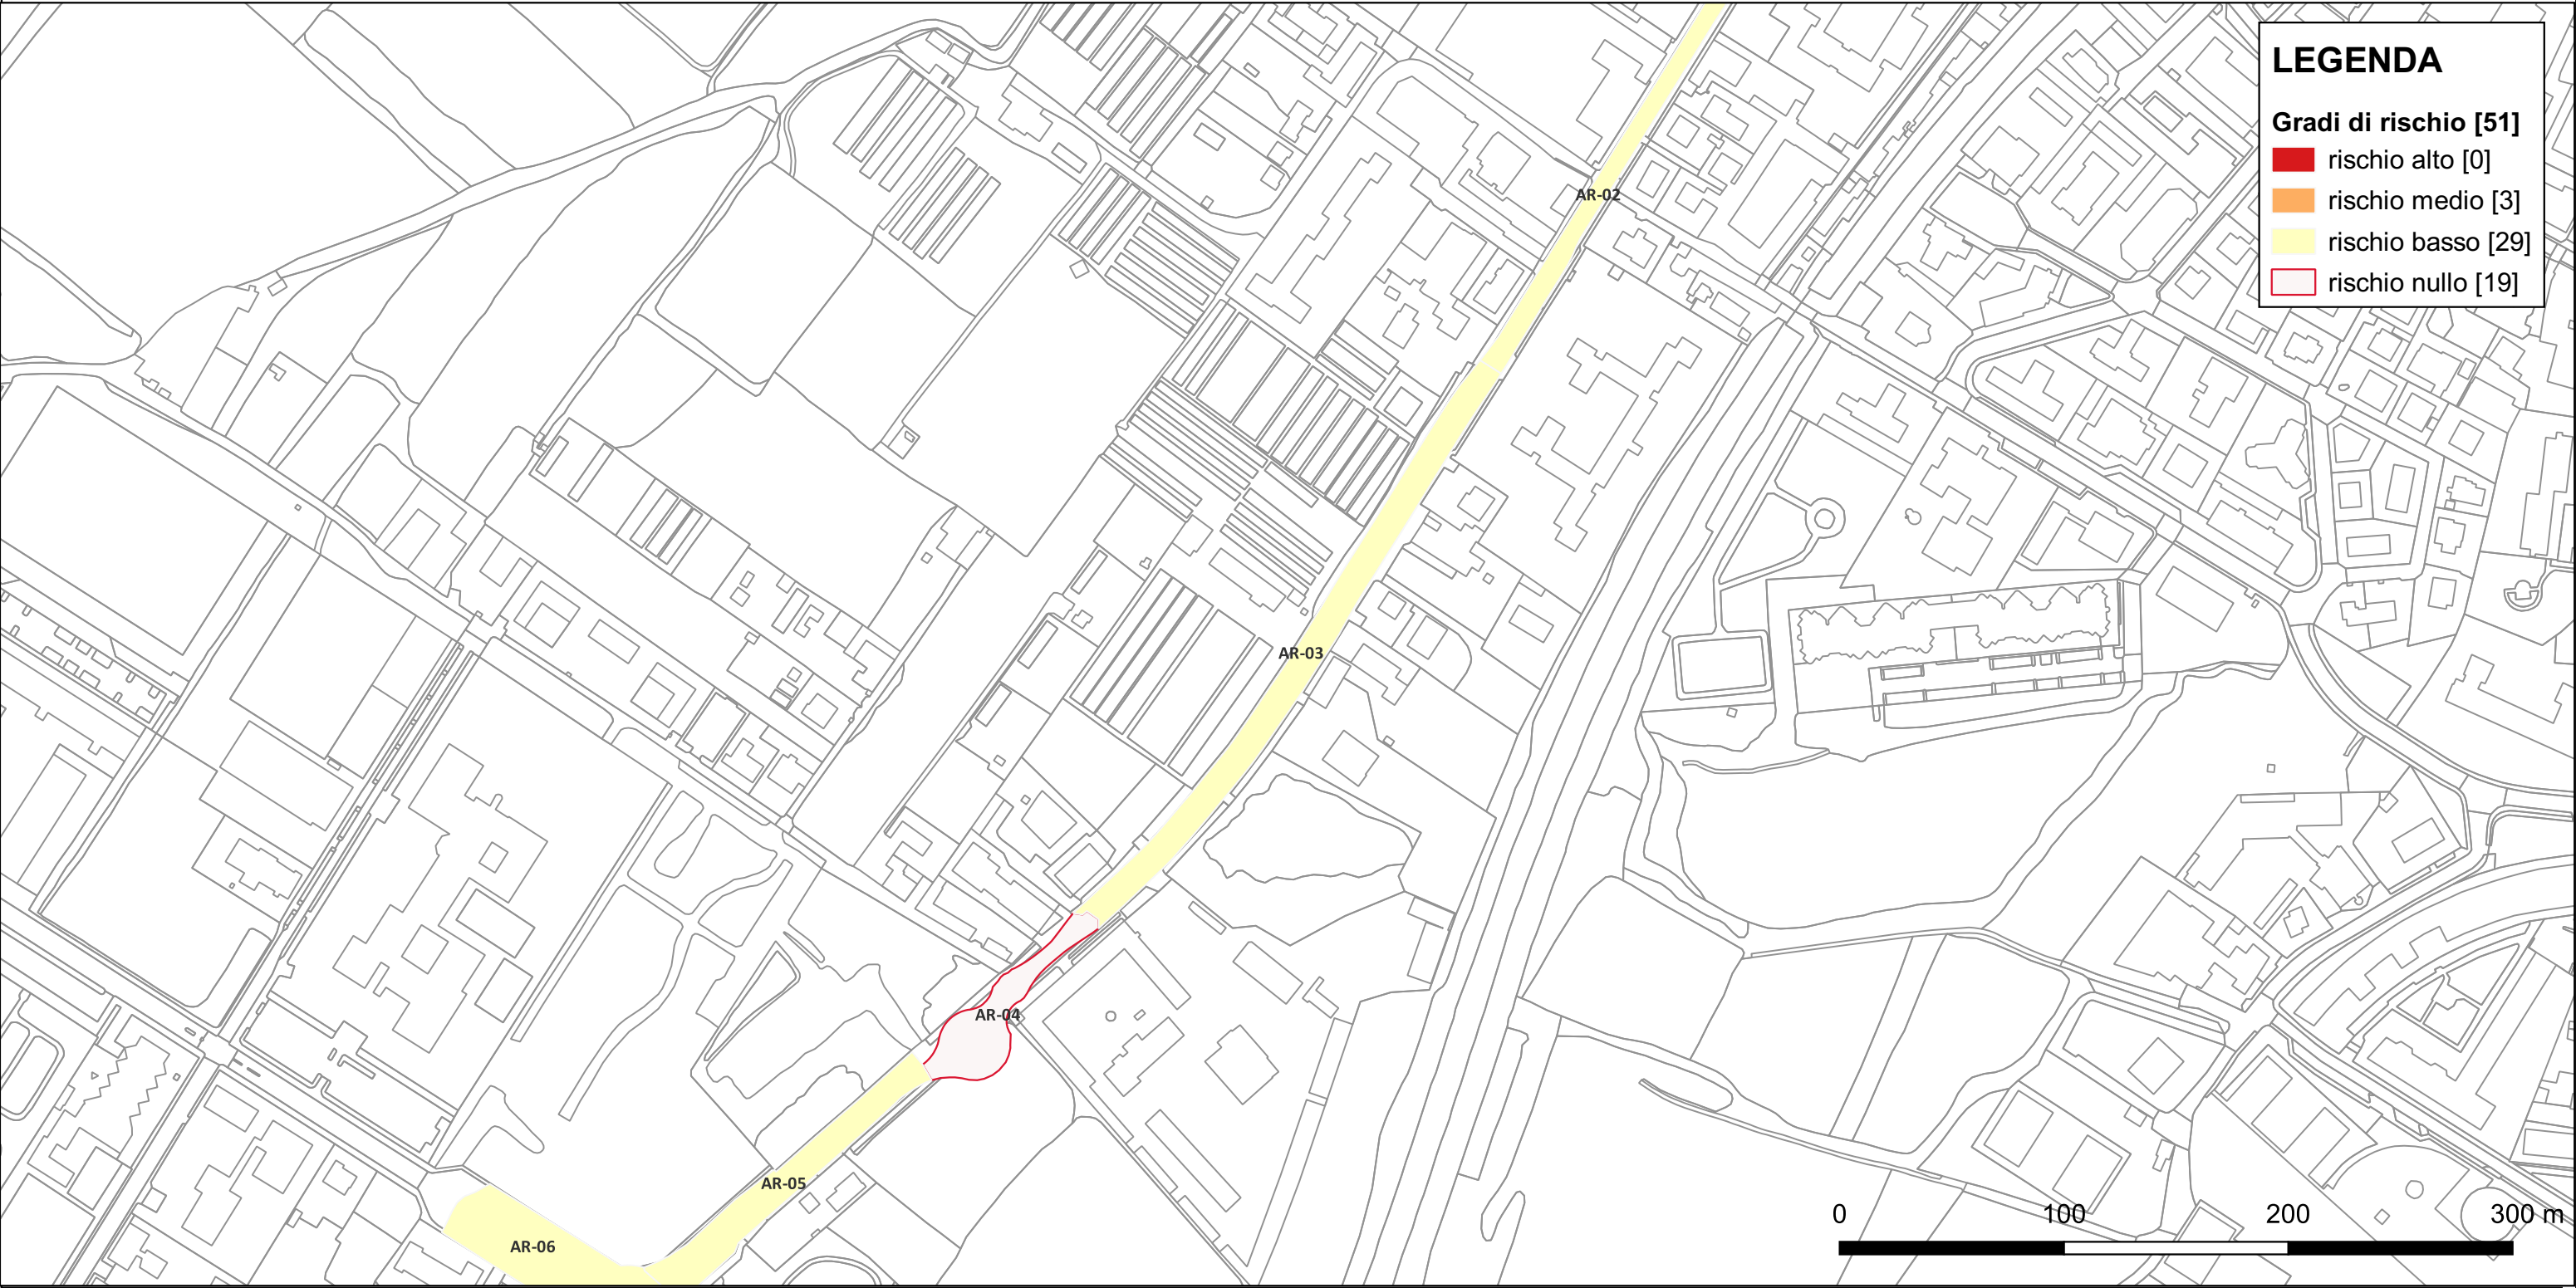 LEGENDA
Gradi di rischio [51]
rischio alto [0]
rischio medio [3]
rischio basso [29]
rischio nullo [19]
AR-02
AR-03
AR-04
AR-05
AR-06
0 100 200 300 m